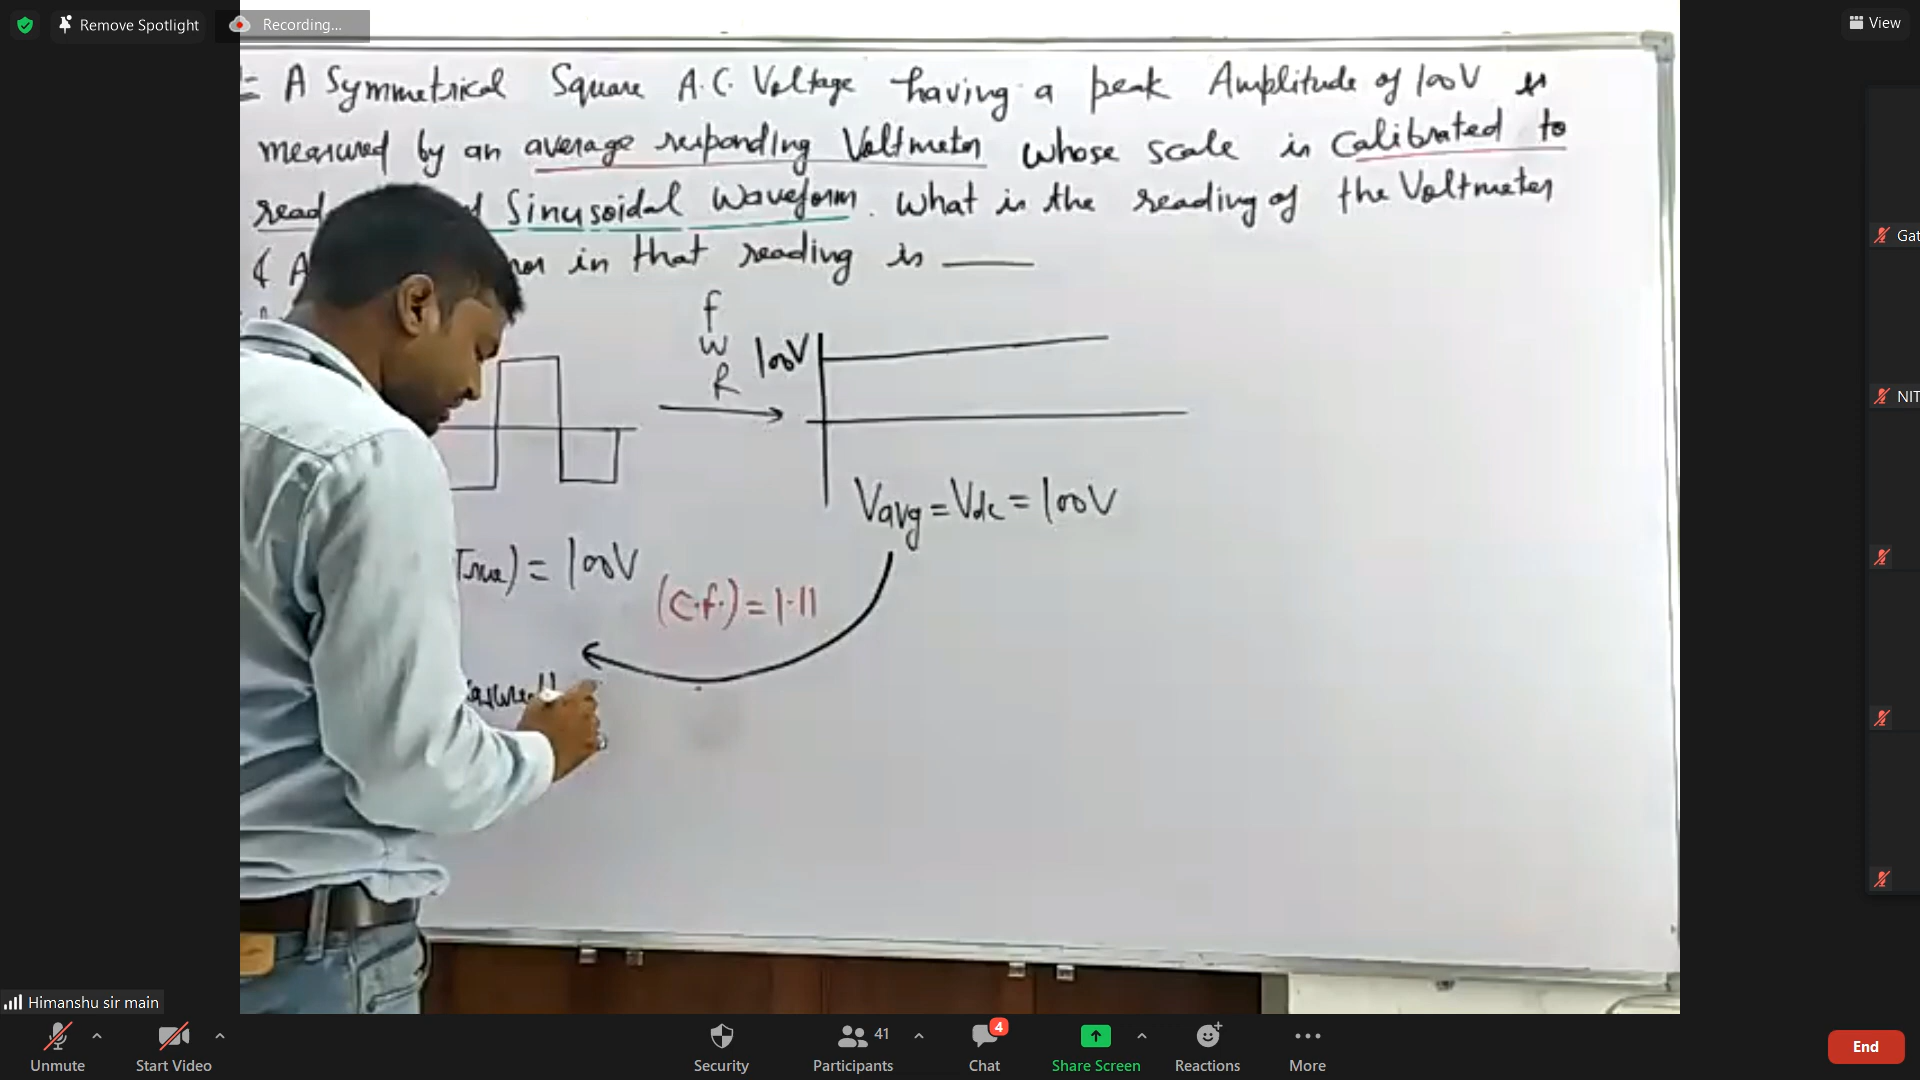 Remove Spotlight
Recording...
View
A Symmetrical Square A.C. Voltage having a peak Amplitude of 100V is
measured by an average responding Voltmeter whose scale is Calibrated to
read Sinusoidal Waveform. What is the reading of the Voltmeter
& in that reading is ____
f
W
R
100V
Vavg = Vdc = 100V
True) = 100V
(C.f.) = 1.11
Gat
NIT
Himanshu sir main
Unmute
Start Video
Security
41
Participants
4
Chat
Share Screen
Reactions
More
End